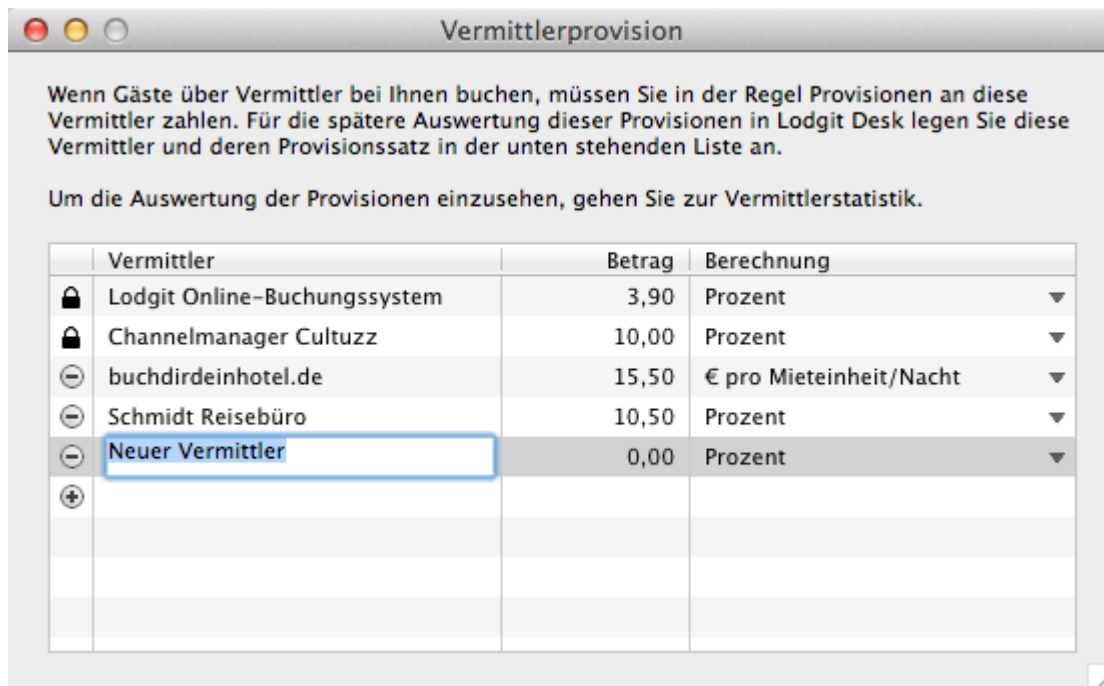 Vermittlerprovision
Wenn Gäste über Vermittler bei Ihnen buchen, müssen Sie in der Regel Provisionen an diese
Vermittler zahlen. Für die spätere Auswertung dieser Provisionen in Lodgit Desk legen Sie diese
Vermittler und deren Provisionssatz in der unten stehenden Liste an.
Um die Auswertung der Provisionen einzusehen, gehen Sie zur Vermittlerstatistik.
Vermittler Betrag Berechnung
Lodgit Online-Buchungssystem 3,90 Prozent
Channelmanager Cultuzz 10,00 Prozent
buchdirdeinhotel.de 15,50 € pro Mieteinheit/Nacht
Schmidt Reisebüro 10,50 Prozent
Neuer Vermittler 0,00 Prozent